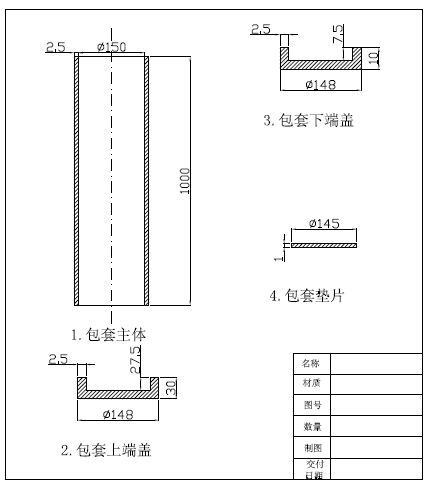 2,5
Ø150
1000
1.包套主体
2,5
27,5
30
Ø148
2.包套上端盖
2,5
7,5
10
Ø148
3.包套下端盖
Ø145
1
4.包套垫片
名称
材质
图号
数量
制图
交付
日期